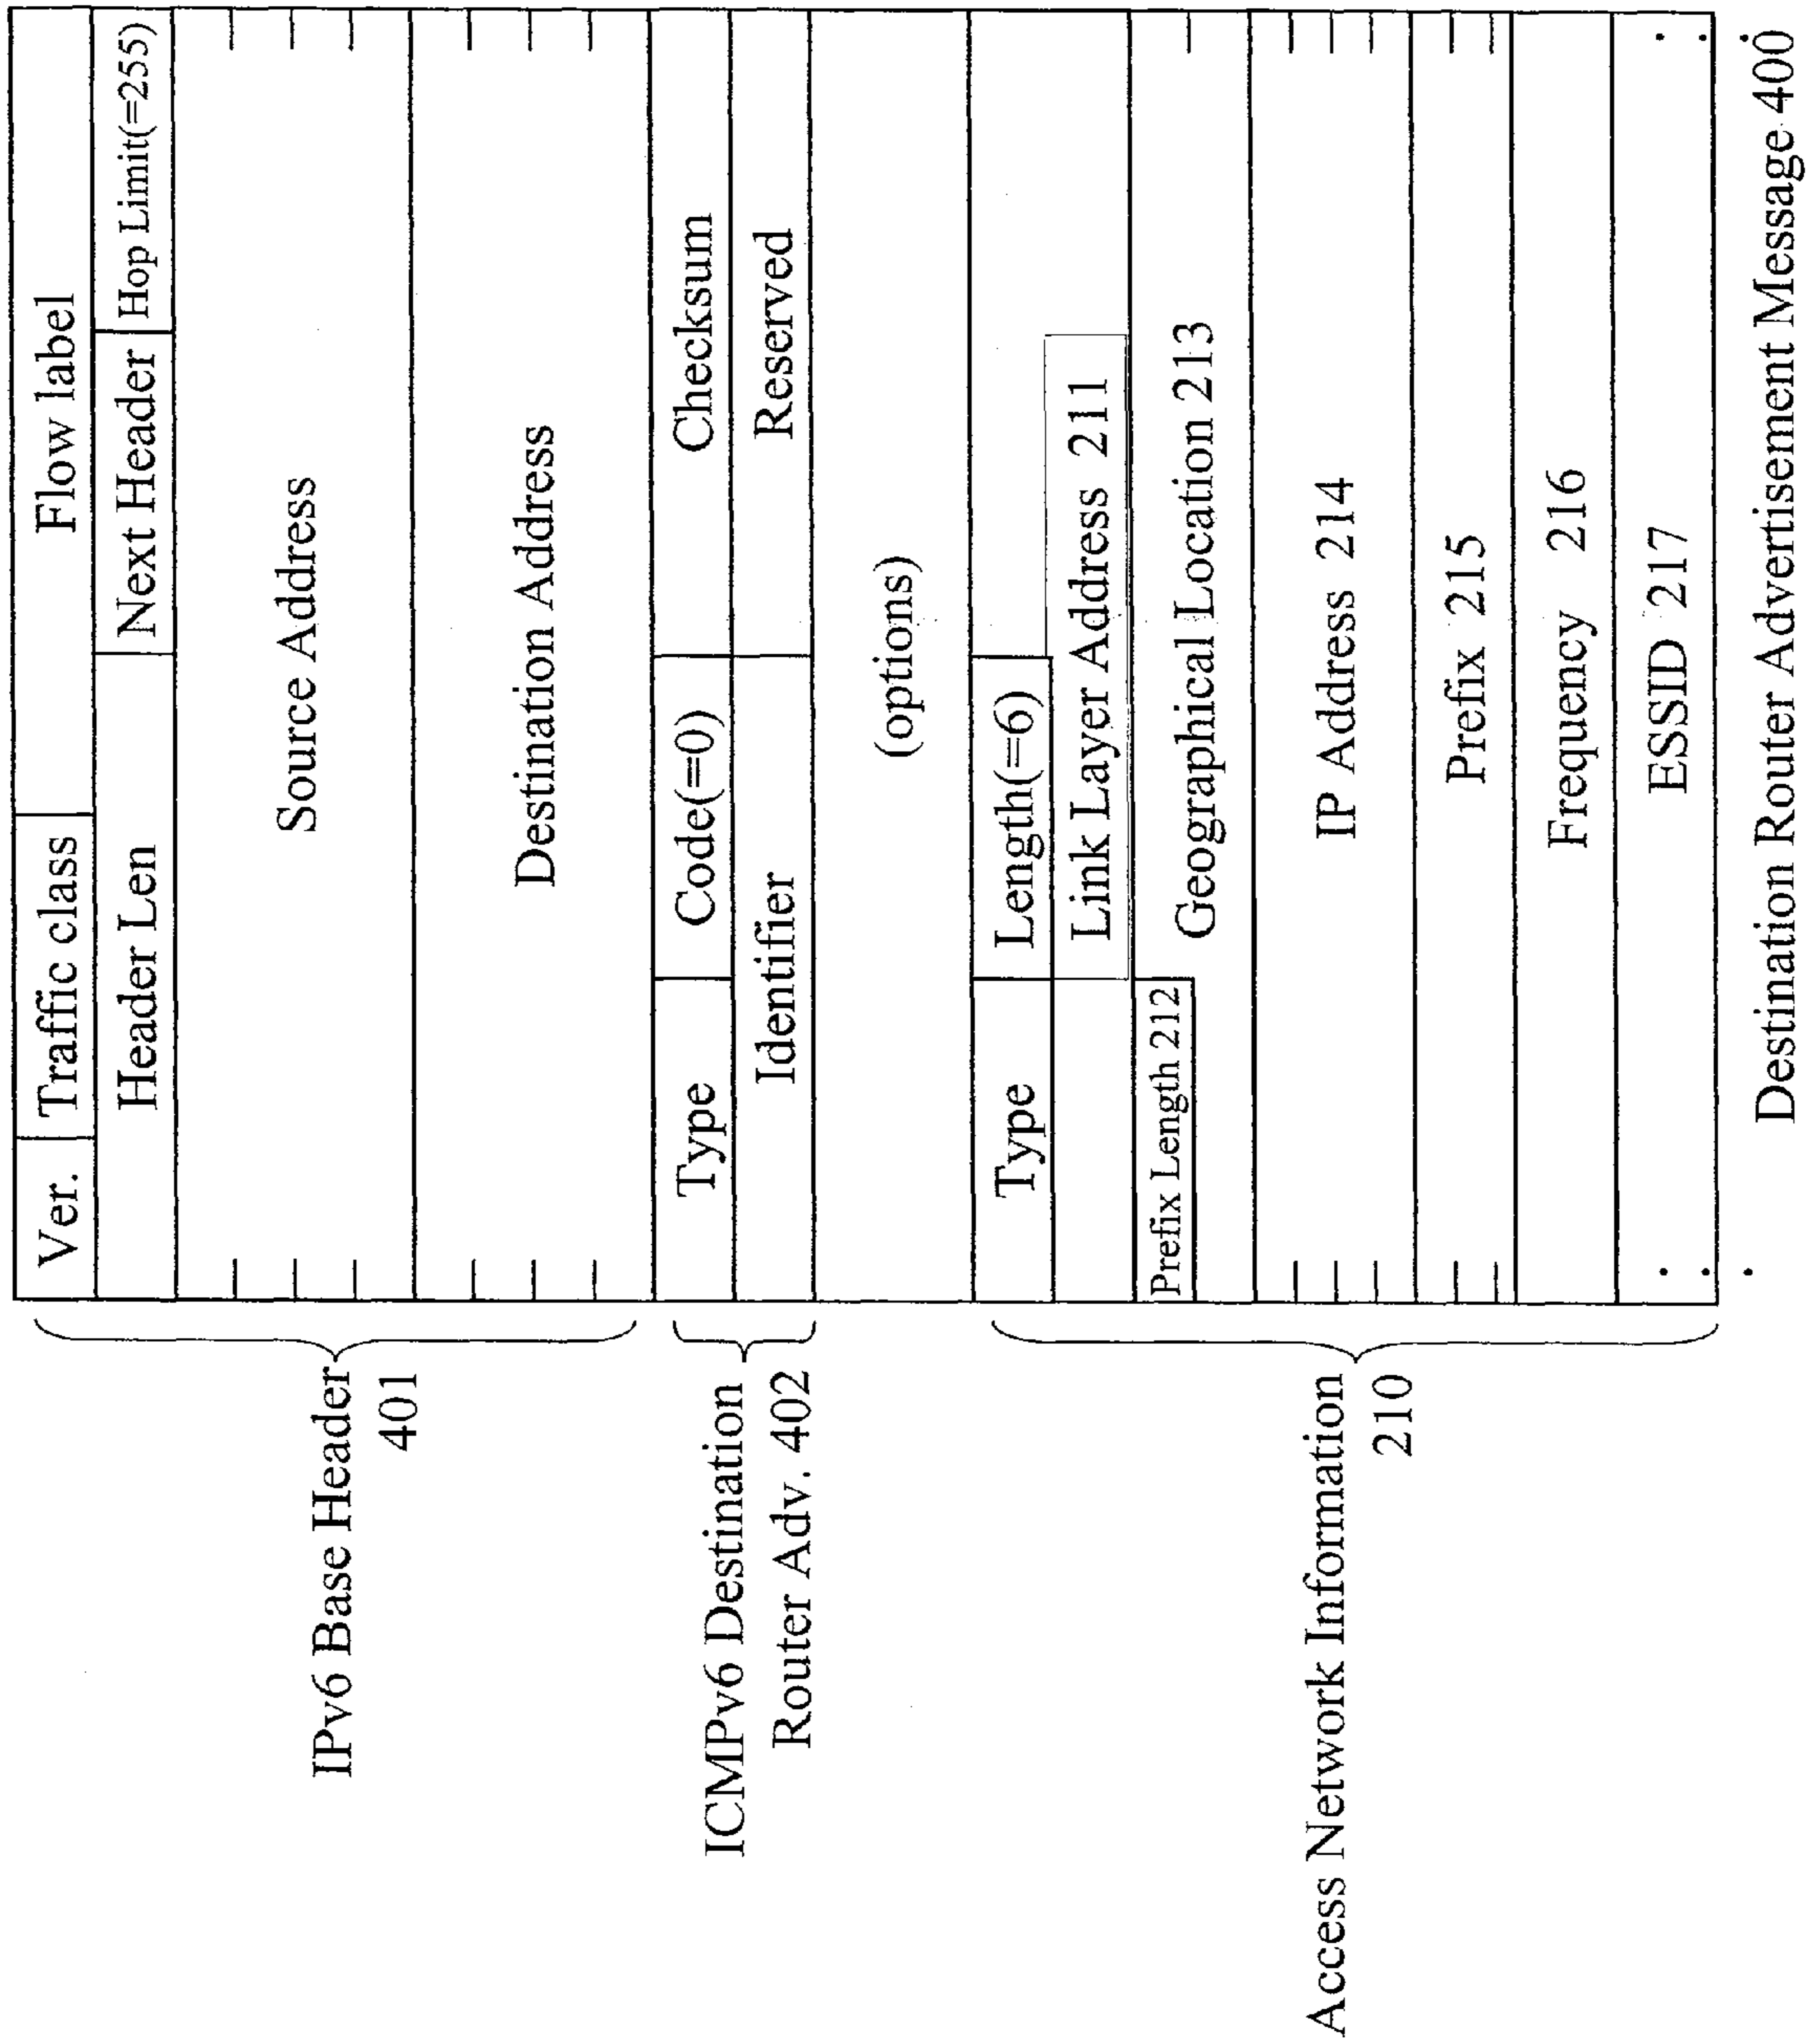 Ver.
Traffic class
Flow label
Header Len
Next Header
Hop Limit(=255)
Source Address
Destination Address
IPv6 Base Header
401
Type
Code(=0)
Checksum
Identifier
Reserved
ICMPv6 Destination
Router Adv. 402
(options)
Type
Length(=6)
Link Layer Address 211
Prefix Length 212
Geographical Location 213
IP Address 214
Prefix 215
Frequency 216
ESSID 217
Access Network Information
210
Destination Router Advertisement Message 400